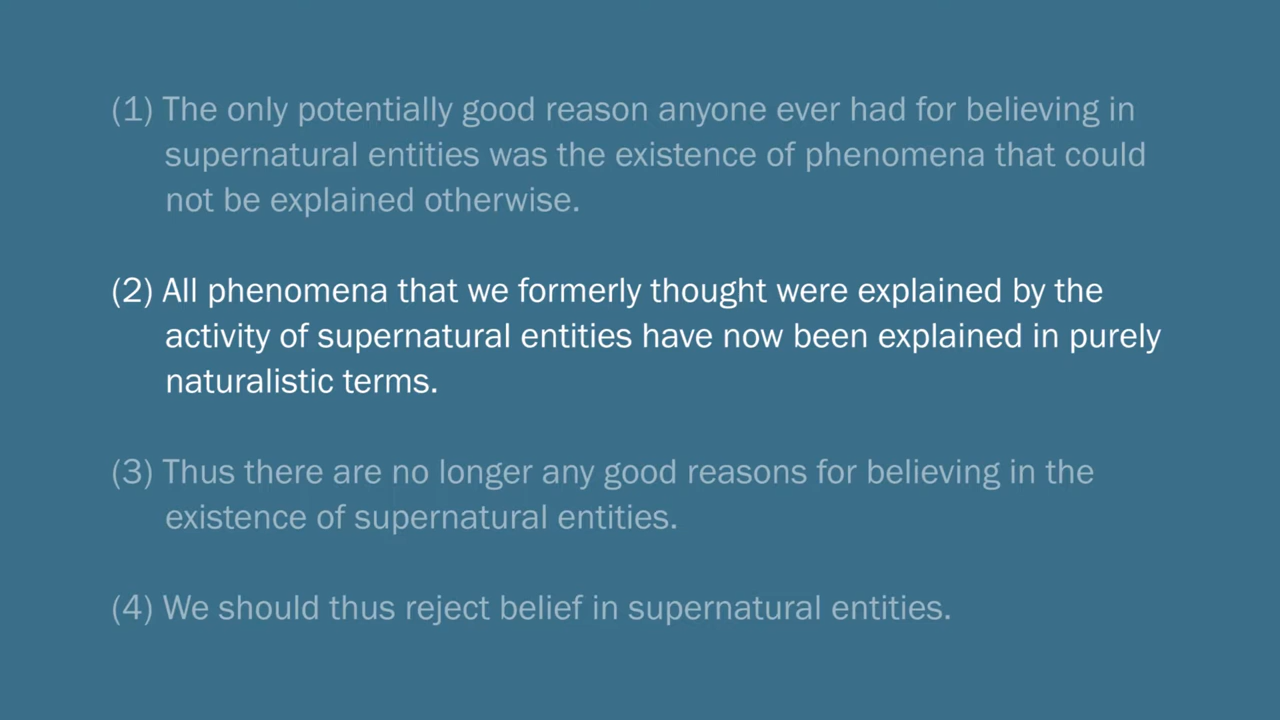 (1) The only potentially good reason anyone ever had for believing in
supernatural entities was the existence of phenomena that could
not be explained otherwise.
(2) All phenomena that we formerly thought were explained by the
activity of supernatural entities have now been explained in purely
naturalistic terms.
(3) Thus there are no longer any good reasons for believing in the
existence of supernatural entities.
(4) We should thus reject belief in supernatural entities.